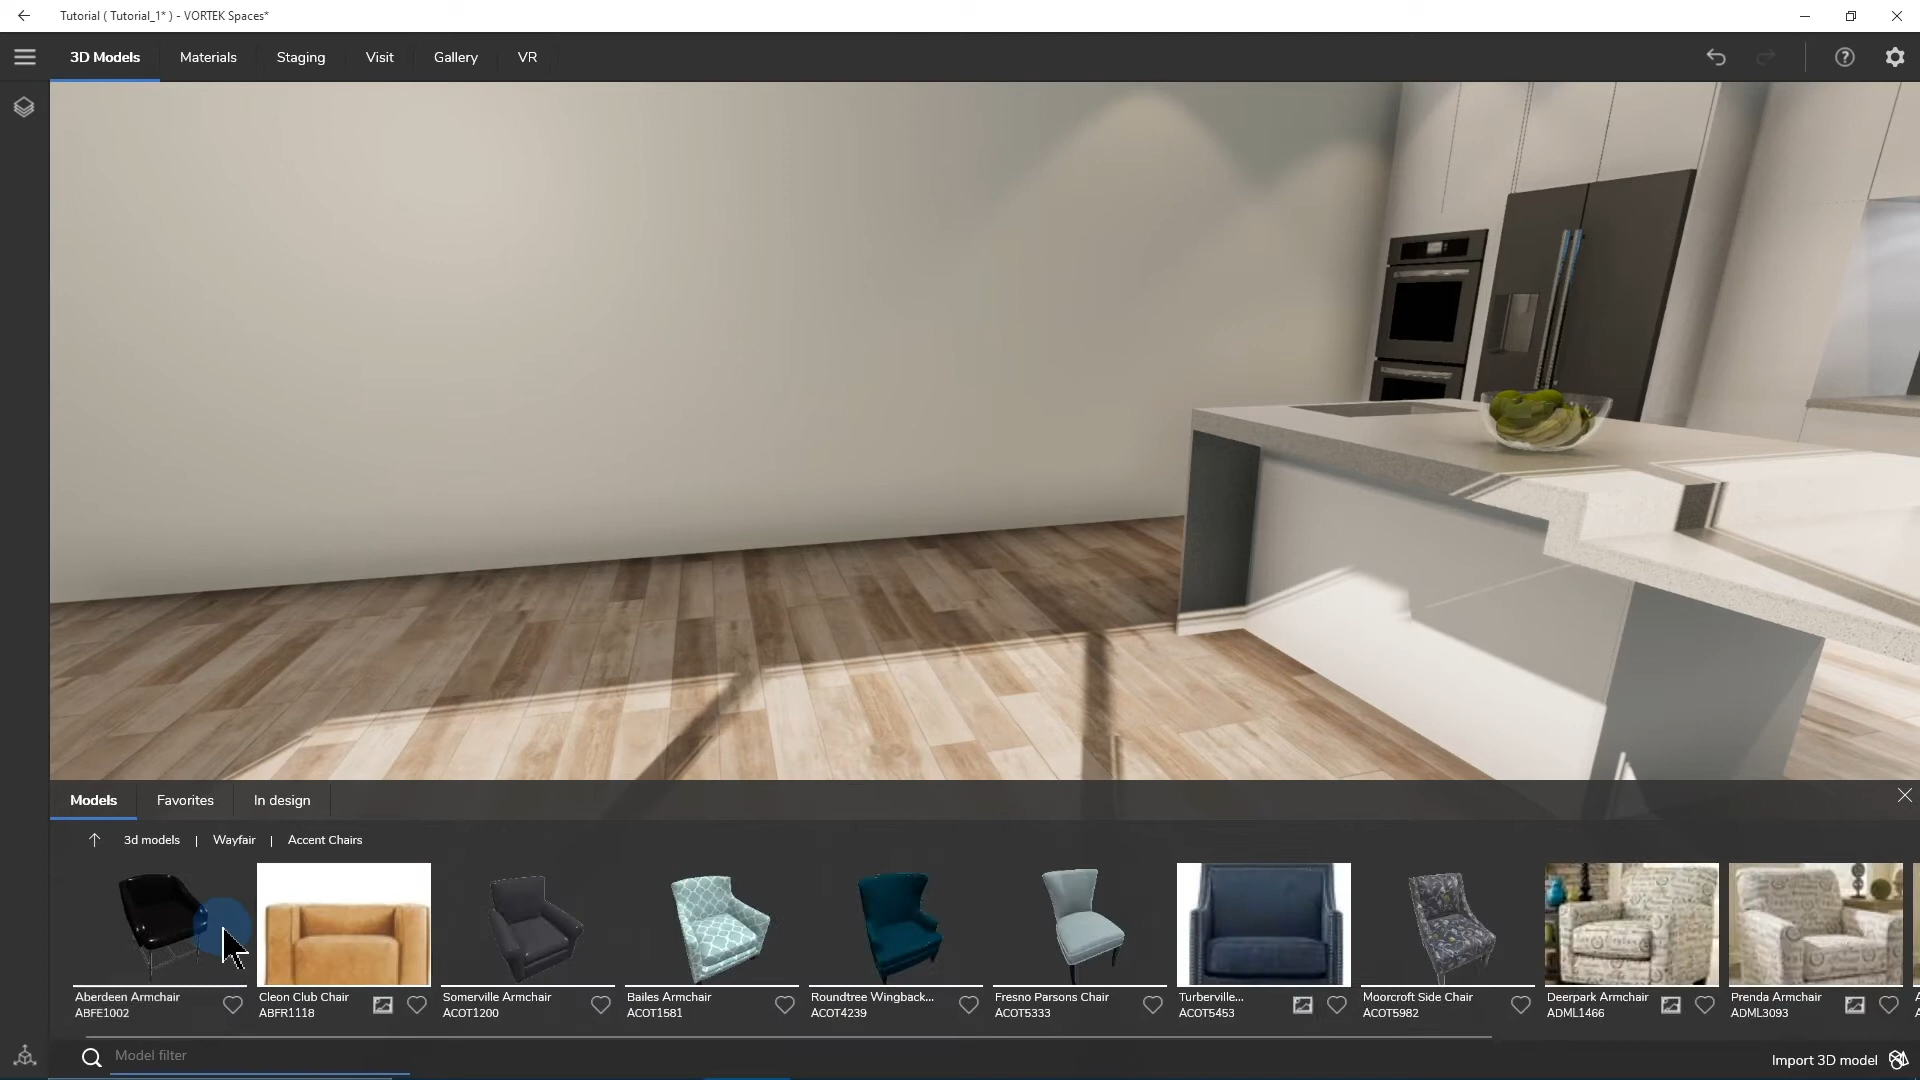 Tutorial ( Tutorial_1* ) - VORTEK Spaces*
3D Models
Materials
Staging
Visit
Gallery
VR
Models
Favorites
In design
3d models | Wayfair | Accent Chairs
Aberdeen Armchair
ABFE1002
Cleon Club Chair
ABFR1118
Somerville Armchair
ACOT1200
Bailes Armchair
ACOT1581
Roundtree Wingback...
ACOT4239
Fresno Parsons Chair
ACOT5333
Turberville...
ACOT5453
Moorcroft Side Chair
ACOT5982
Deerpark Armchair
ADML1466
Prenda Armchair
ADML3093
Model filter
Import 3D model